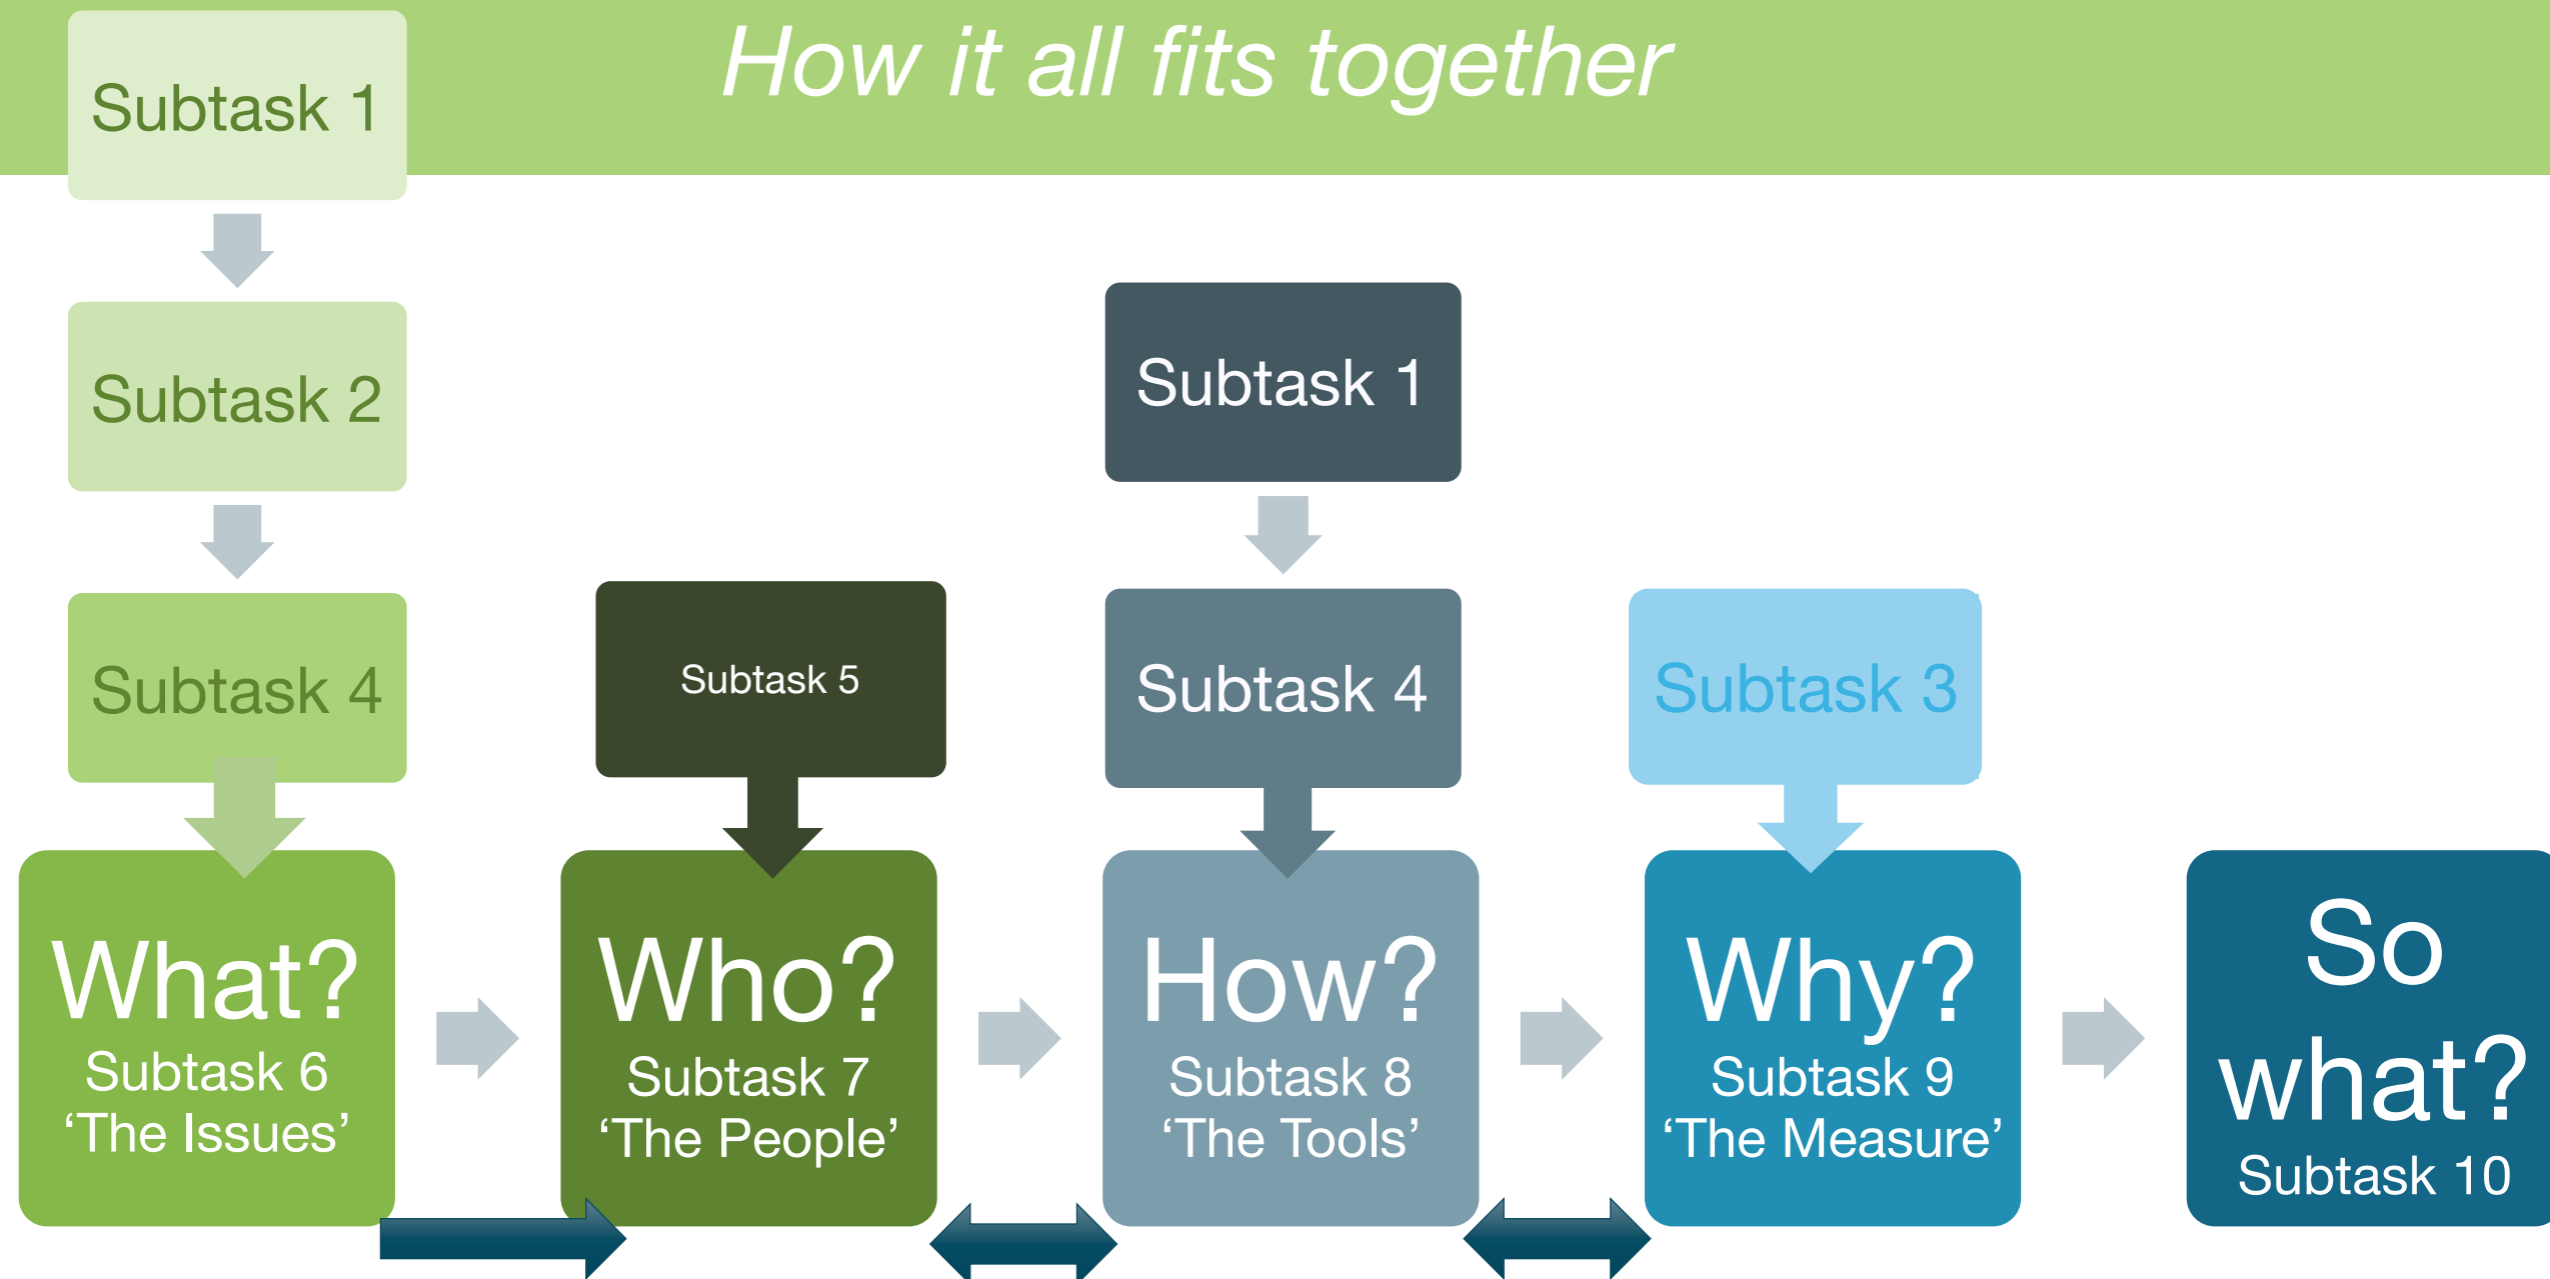 How it all fits together
Subtask 1
Subtask 2
Subtask 4
Subtask 5
Subtask 1
Subtask 4
Subtask 3
What?
Subtask 6
‘The Issues’
Who?
Subtask 7
‘The People’
How?
Subtask 8
‘The Tools’
Why?
Subtask 9
‘The Measure’
So
what?
Subtask 10